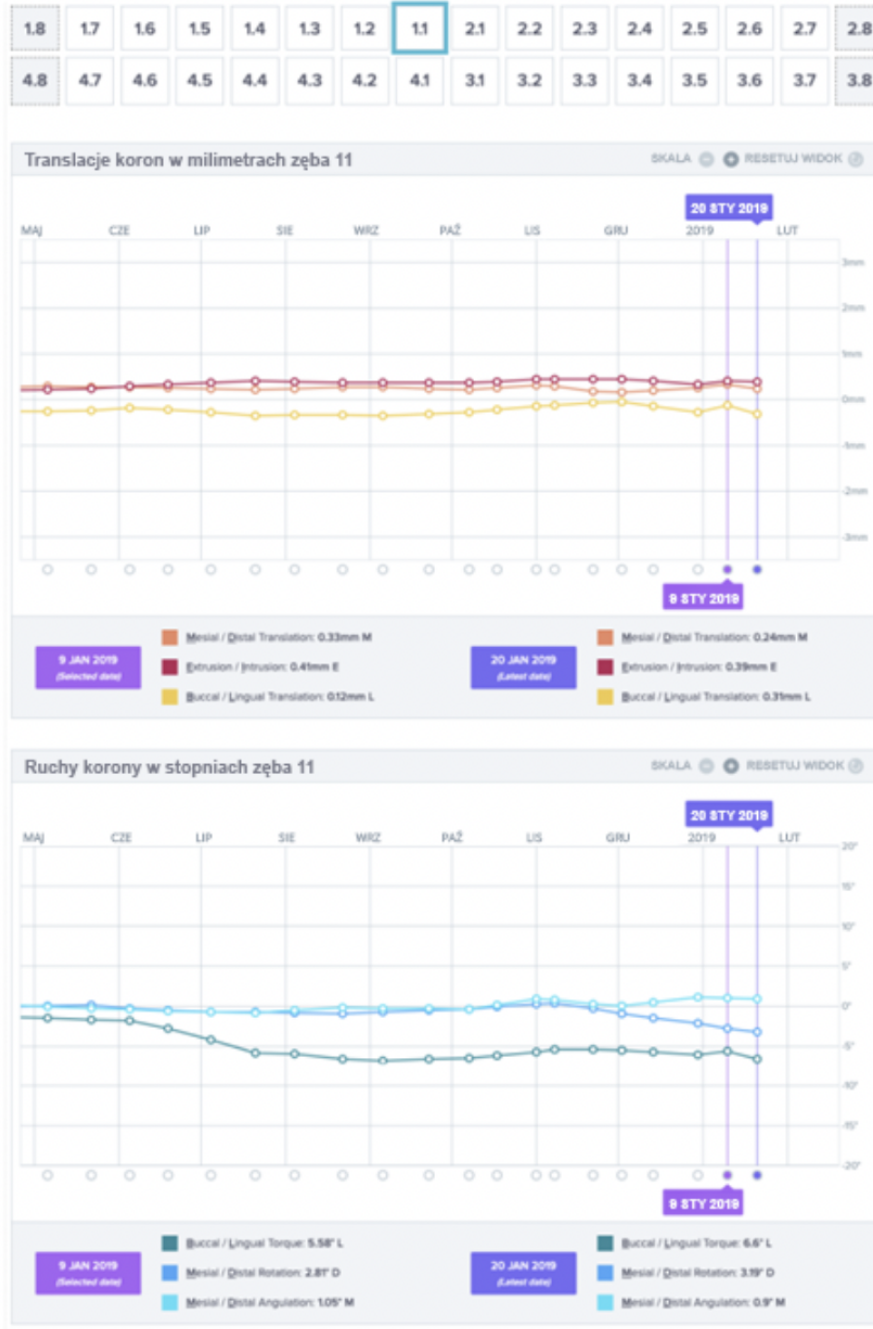 1.8 1.7 1.6 1.5 1.4 1.3 1.2 1.1 2.1 2.2 2.3 2.4 2.5 2.6 2.7 2.8
4.8 4.7 4.6 4.5 4.4 4.3 4.2 4.1 3.1 3.2 3.3 3.4 3.5 3.6 3.7 3.8
Translacje koron w milimetrach zęba 11 SKALA RESETUJ WIDOK
20 STY 2019
MAJ CZE LIP SIE WRZ PAŹ LIS GRU 2019 LUT
3mm
2mm
1mm
0mm
-1mm
-2mm
-3mm
9 STY 2019
9 JAN 2019
(Selected date)
Mesial / Distal Translation: 0.33mm M
Extrusion / Intrusion: 0.41mm E
Buccal / Lingual Translation: 0.12mm L
20 JAN 2019
(Latest date)
Mesial / Distal Translation: 0.24mm M
Extrusion / Intrusion: 0.39mm E
Buccal / Lingual Translation: 0.31mm L
Ruchy korony w stopniach zęba 11 SKALA RESETUJ WIDOK
20 STY 2019
MAJ CZE LIP SIE WRZ PAŹ LIS GRU 2019 LUT
20°
15°
10°
5°
0°
-5°
-10°
-15°
-20°
9 STY 2019
9 JAN 2019
(Selected date)
Buccal / Lingual Torque: 5.58° L
Mesial / Distal Rotation: 2.81° D
Mesial / Distal Angulation: 1.05° M
20 JAN 2019
(Latest date)
Buccal / Lingual Torque: 6.6° L
Mesial / Distal Rotation: 3.19° D
Mesial / Distal Angulation: 0.9° M